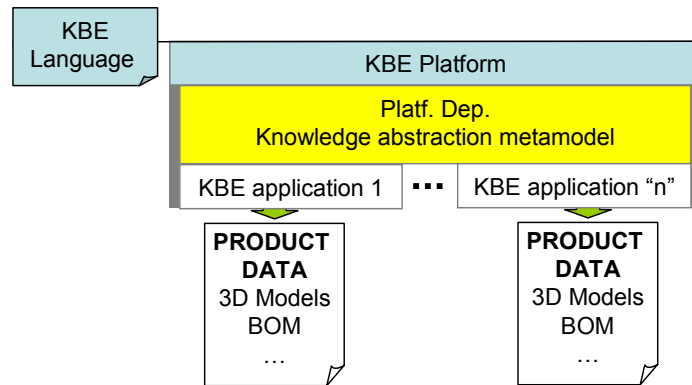 KBE
Language
KBE Platform
Platf. Dep.
Knowledge abstraction metamodel
KBE application 1
...
KBE application “n”
PRODUCT
DATA
3D Models
BOM
…
PRODUCT
DATA
3D Models
BOM
…